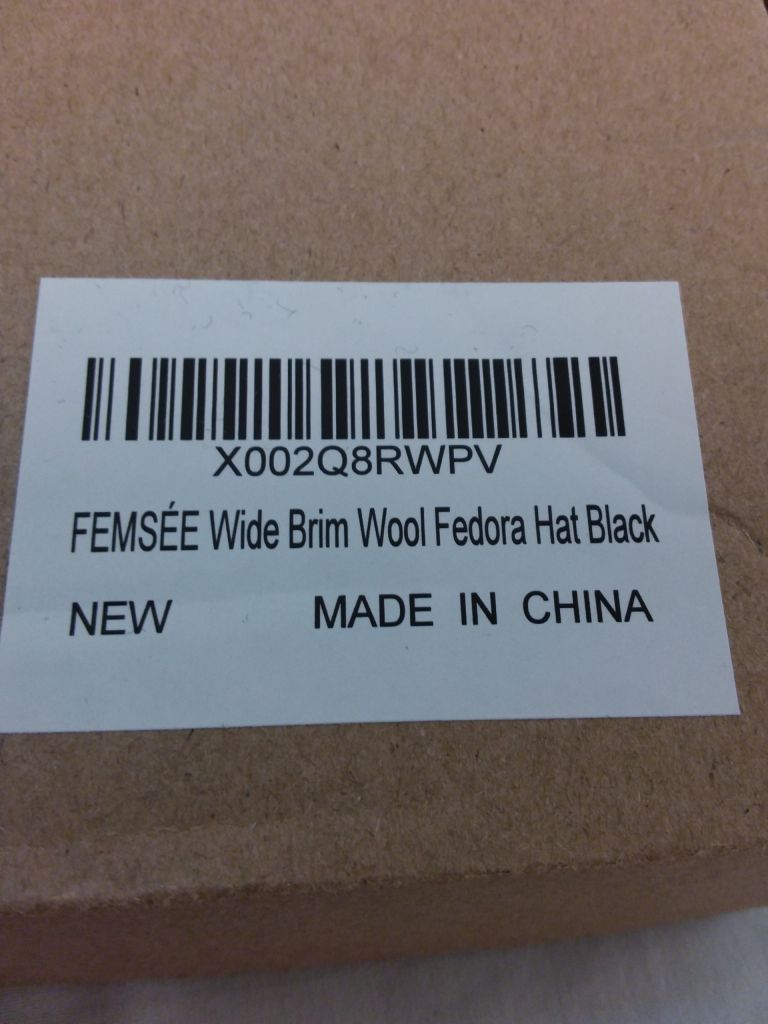 X002Q8RWPV
FEMSÉE Wide Brim Wool Fedora Hat Black
NEW MADE IN CHINA